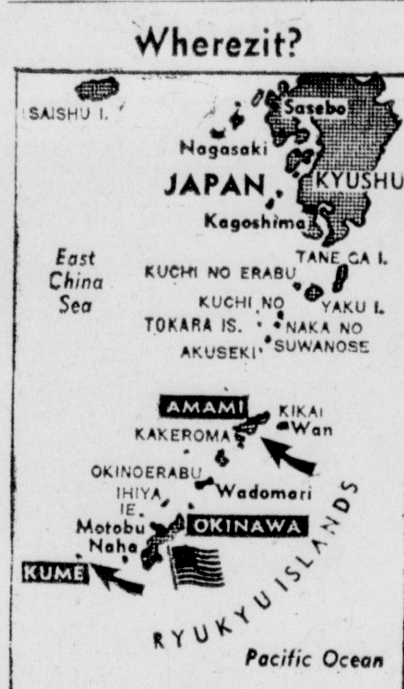 Wherezit?
SAISHU I.
Sasebo
Nagasaki
JAPAN
KYUSHU
Kagoshima
East
China
Sea
TANE GA I.
KUCHI NO ERABU
YAKU I.
KUCHI NO
TOKARA IS.
NAKA NO
AKUSEKI
SUWANOSE
AMAMI
KIKAI
Wan
KAKEROMA
OKINOERABU
Wadomari
IHIYA
IE.
Motobu
OKINAWA
Naha
KUME
RYUKYU ISLANDS
Pacific Ocean